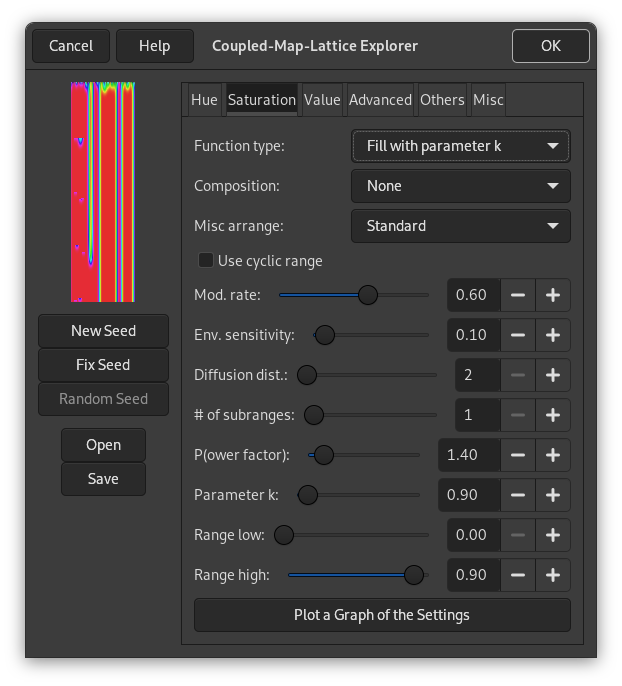 Cancel Help Coupled-Map-Lattice Explorer OK
Hue Saturation Value Advanced Others Misc
Function type: Fill with parameter k
Composition: None
Misc arrange: Standard
Use cyclic range
Mod. rate: 0.60
Env. sensitivity: 0.10
Diffusion dist.: 2
# of subranges: 1
P(ower factor): 1.40
Parameter k: 0.90
Range low: 0.00
Range high: 0.90
Plot a Graph of the Settings
New Seed
Fix Seed
Random Seed
Open
Save